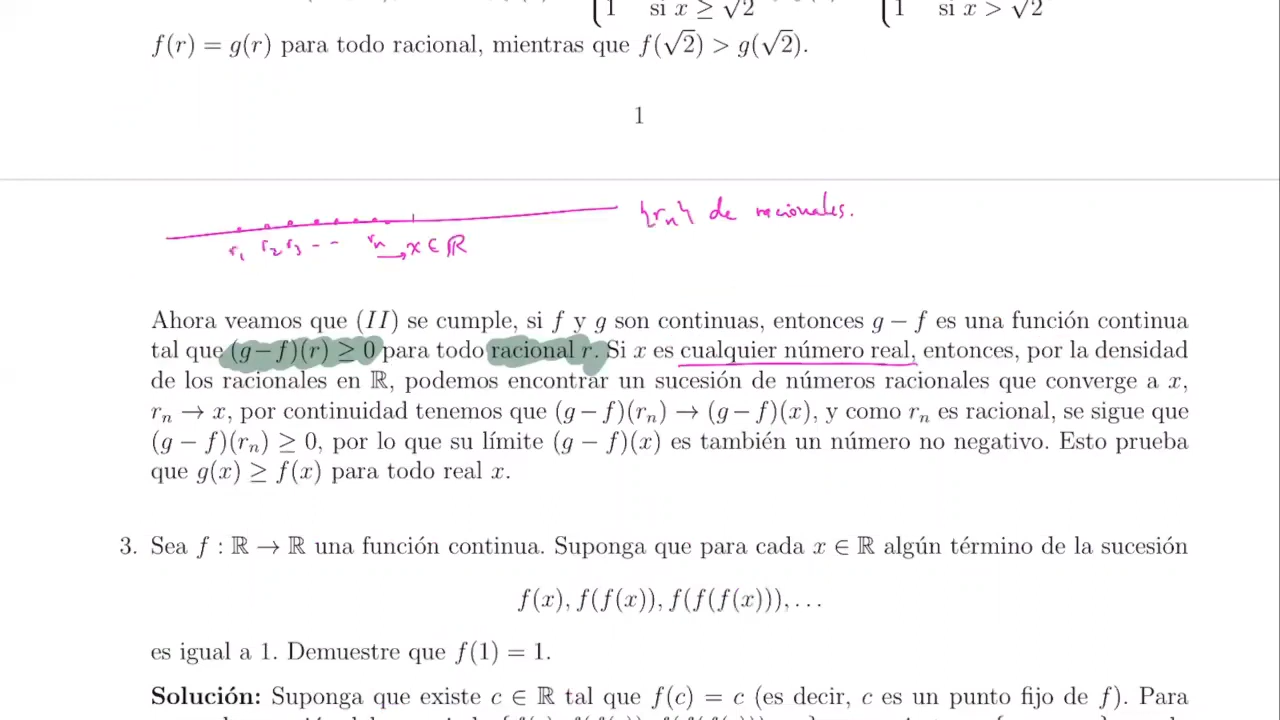 1 si x ≥ √2
1 si x > √2
f(r) = g(r) para todo racional, mientras que f(√2) > g(√2).
1
{rₙ} de racionales.
r₁ r₂ r₃ - - rₙ → x ∈ ℝ
Ahora veamos que (II) se cumple, si f y g son continuas, entonces g − f es una función continua
tal que (g−f)(r) ≥ 0 para todo racional r. Si x es cualquier número real, entonces, por la densidad
de los racionales en ℝ, podemos encontrar un sucesión de números racionales que converge a x,
rₙ → x, por continuidad tenemos que (g − f)(rₙ) → (g − f)(x), y como rₙ es racional, se sigue que
(g − f)(rₙ) ≥ 0, por lo que su límite (g − f)(x) es también un número no negativo. Esto prueba
que g(x) ≥ f(x) para todo real x.
3. Sea f : ℝ → ℝ una función continua. Suponga que para cada x ∈ ℝ algún término de la sucesión
f(x), f(f(x)), f(f(f(x))), . . .
es igual a 1. Demuestre que f(1) = 1.
Solución: Suponga que existe c ∈ ℝ tal que f(c) = c (es decir, c es un punto fijo de f). Para